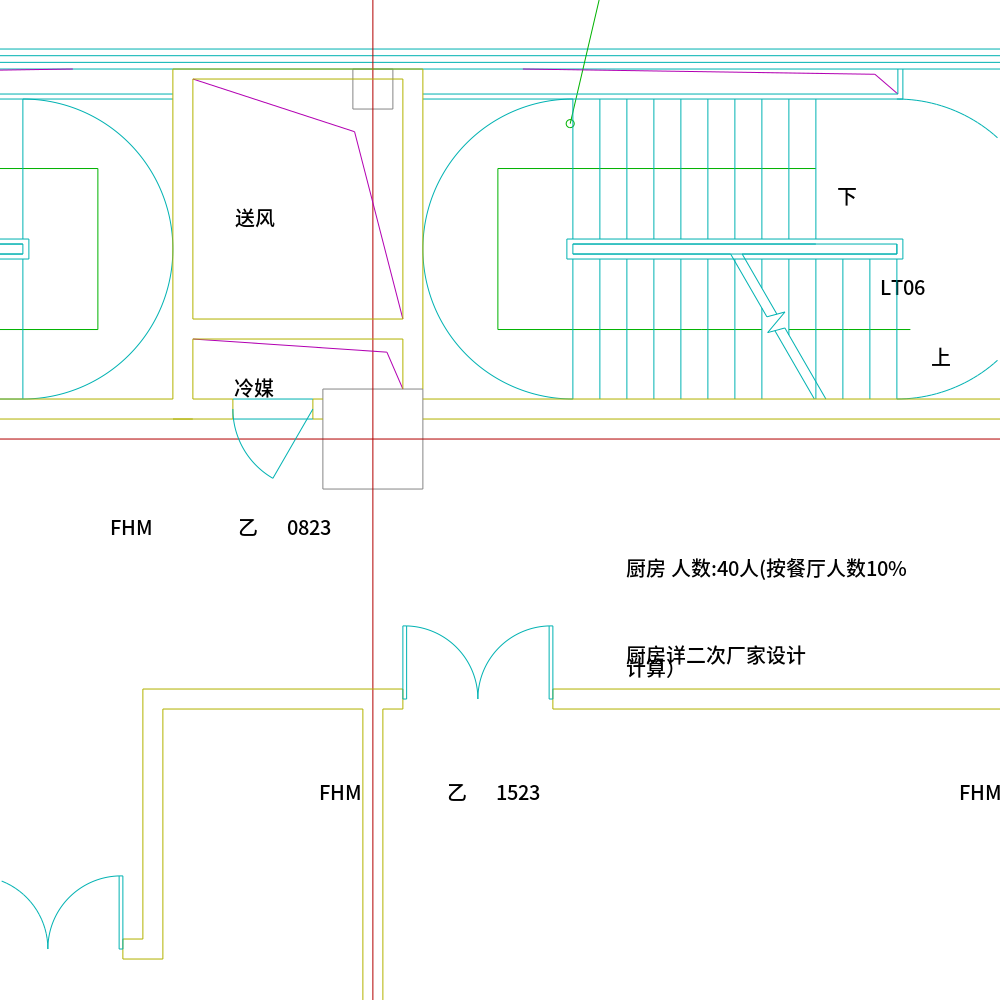 下
送风
LT06
上
冷媒
FHM 乙 0823
厨房 人数:40人(按餐厅人数10%
计算)
厨房详二次厂家设计
FHM 乙 1523
FHM